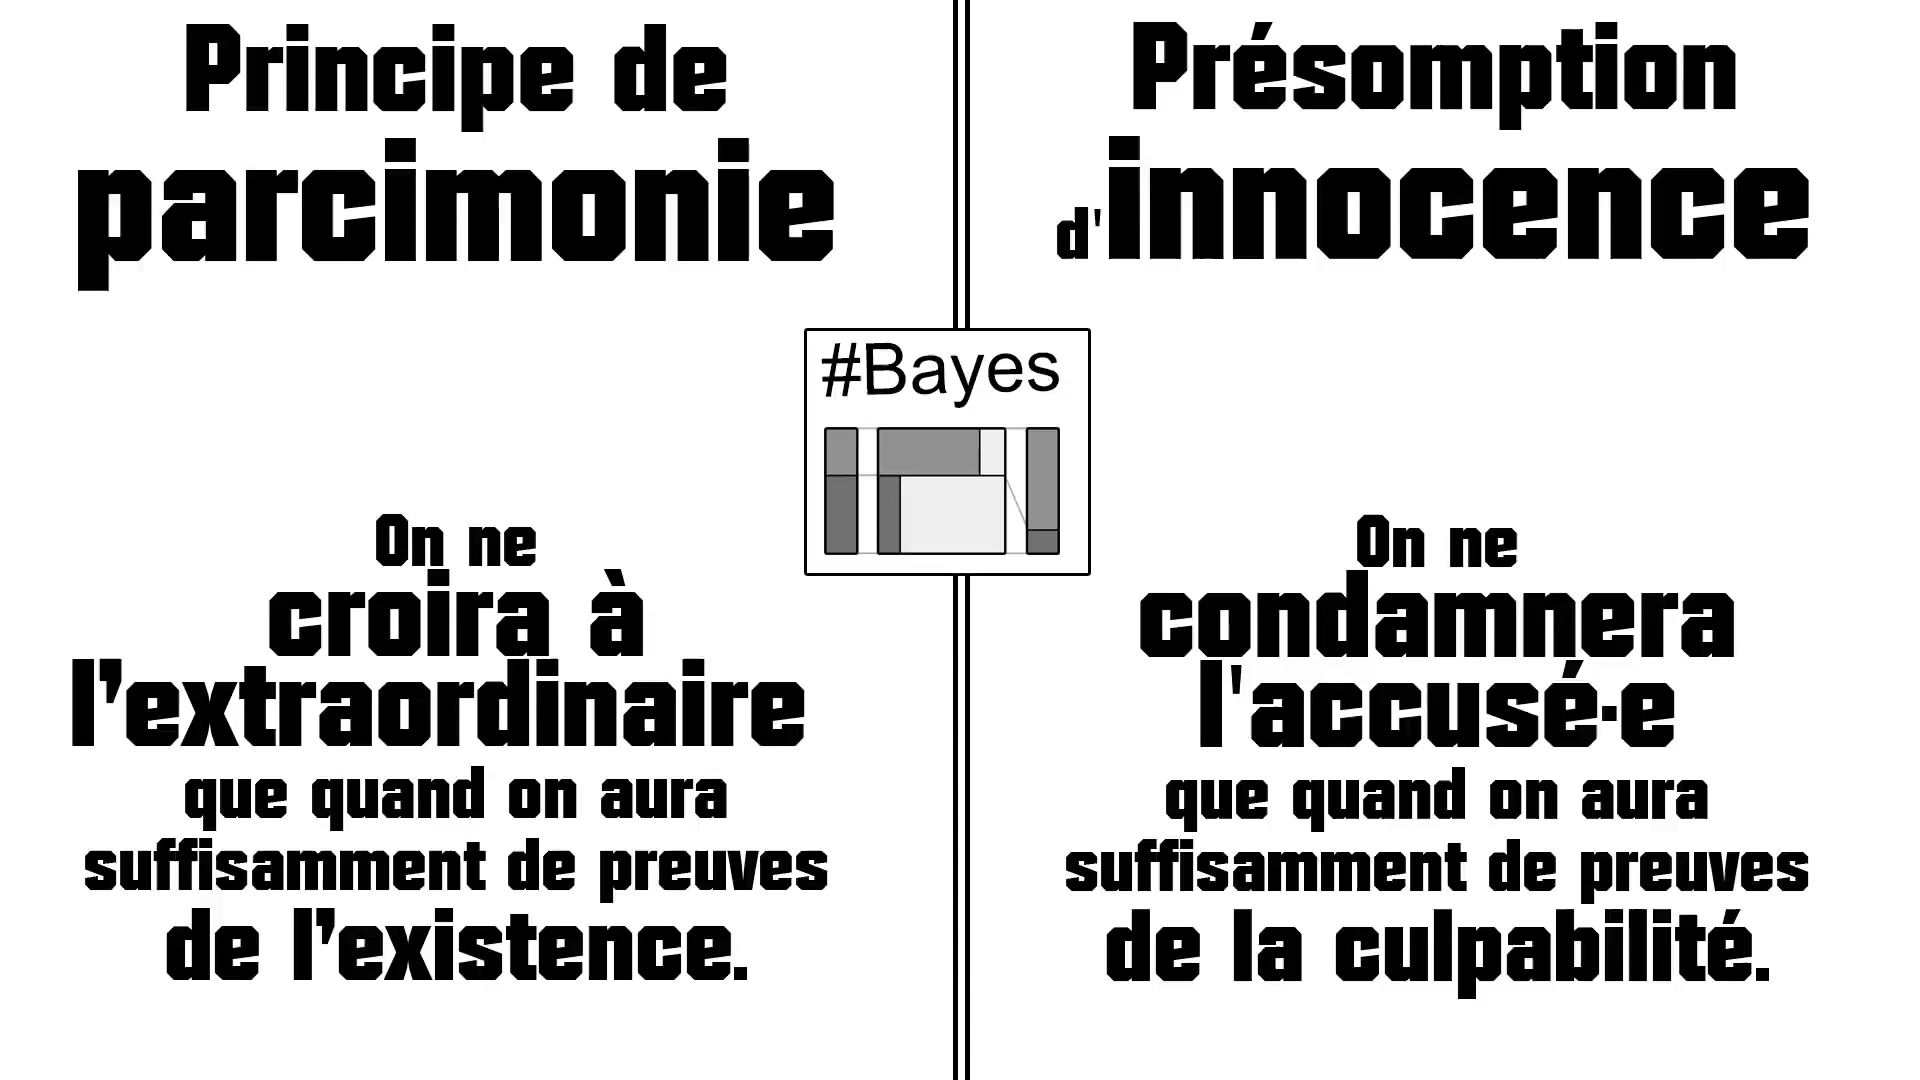 Principe de
parcimonie
On ne
croira à
l’extraordinaire
que quand on aura
suffisamment de preuves
de l’existence.
#Bayes
Présomption
d'innocence
On ne
condamnera
l'accusé·e
que quand on aura
suffisamment de preuves
de la culpabilité.